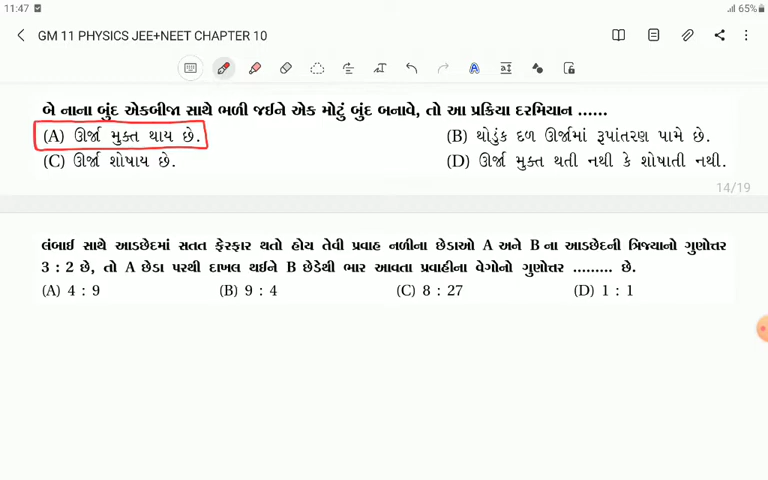 11:47 65%
GM 11 PHYSICS JEE+NEET CHAPTER 10
બે નાના બુંદ એકબીજા સાથે ભળી જઈને એક મોટું બુંદ બનાવે, તો આ પ્રક્રિયા દરમિયાન ......
(A) ઊર્જા મુક્ત થાય છે. (B) થોડુંક દળ ઊર્જામાં રૂપાંતરણ પામે છે.
(C) ઊર્જા શોષાય છે. (D) ઊર્જા મુક્ત થતી નથી કે શોષાતી નથી.
14/19
લંબાઈ સાથે આડછેદમાં સતત ફેરફાર થતો હોય તેવી પ્રવાહ નળીના છેડાઓ A અને B ના આડછેદની ત્રિજ્યાનો ગુણોત્તર
3 : 2 છે, તો A છેડા પરથી દાખલ થઈને B છેડેથી ભાર આવતા પ્રવાહીના વેગોનો ગુણોત્તર ......... છે.
(A) 4 : 9 (B) 9 : 4 (C) 8 : 27 (D) 1 : 1